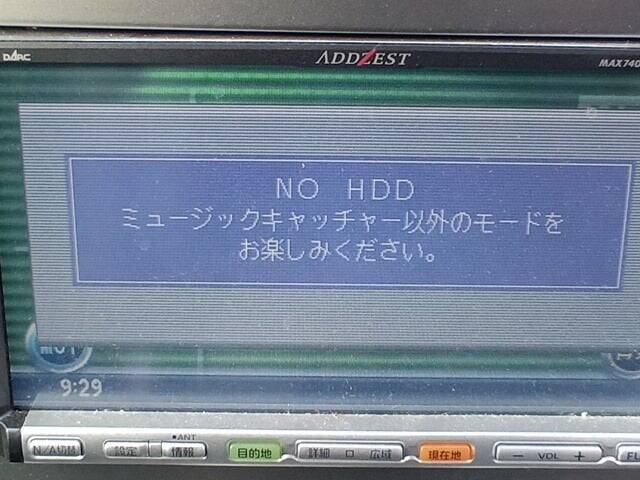 DARC ADDZEST MAX740
NO HDD
ミュージックキャッチャー以外のモードを
お楽しみください。
9:29
ANT
N/A切替 設定 情報 目的地 詳細 広域 現在地 − VOL + FU